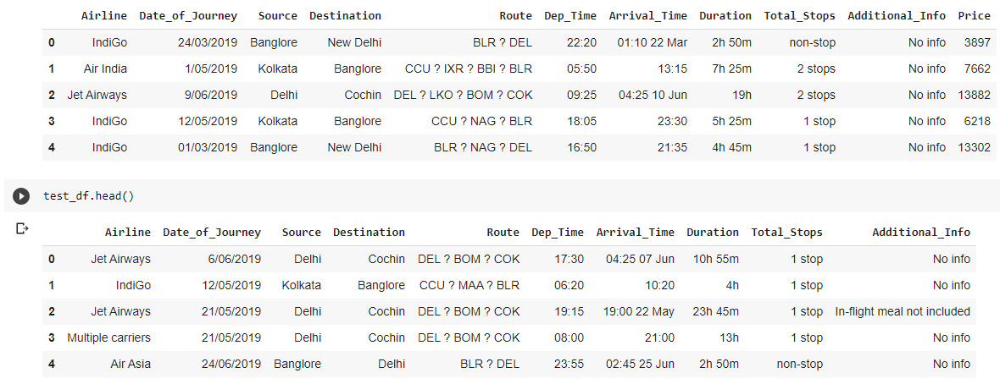 Airline Date_of_Journey Source Destination Route Dep_Time Arrival_Time Duration Total_Stops Additional_Info Price
0 IndiGo 24/03/2019 Banglore New Delhi BLR ? DEL 22:20 01:10 22 Mar 2h 50m non-stop No info 3897
1 Air India 1/05/2019 Kolkata Banglore CCU ? IXR ? BBI ? BLR 05:50 13:15 7h 25m 2 stops No info 7662
2 Jet Airways 9/06/2019 Delhi Cochin DEL ? LKO ? BOM ? COK 09:25 04:25 10 Jun 19h 2 stops No info 13882
3 IndiGo 12/05/2019 Kolkata Banglore CCU ? NAG ? BLR 18:05 23:30 5h 25m 1 stop No info 6218
4 IndiGo 01/03/2019 Banglore New Delhi BLR ? NAG ? DEL 16:50 21:35 4h 45m 1 stop No info 13302
test_df.head()
Airline Date_of_Journey Source Destination Route Dep_Time Arrival_Time Duration Total_Stops Additional_Info
0 Jet Airways 6/06/2019 Delhi Cochin DEL ? BOM ? COK 17:30 04:25 07 Jun 10h 55m 1 stop No info
1 IndiGo 12/05/2019 Kolkata Banglore CCU ? MAA ? BLR 06:20 10:20 4h 1 stop No info
2 Jet Airways 21/05/2019 Delhi Cochin DEL ? BOM ? COK 19:15 19:00 22 May 23h 45m 1 stop In-flight meal not included
3 Multiple carriers 21/05/2019 Delhi Cochin DEL ? BOM ? COK 08:00 21:00 13h 1 stop No info
4 Air Asia 24/06/2019 Banglore Delhi BLR ? DEL 23:55 02:45 25 Jun 2h 50m non-stop No info